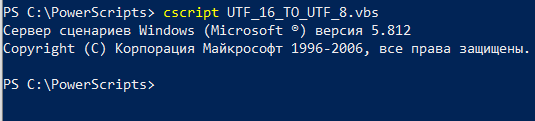 PS C:\PowerScripts> cscript UTF_16_TO_UTF_8.vbs
Сервер сценариев Windows (Microsoft ®) версия 5.812
Copyright (C) Корпорация Майкрософт 1996-2006, все права защищены.
PS C:\PowerScripts>